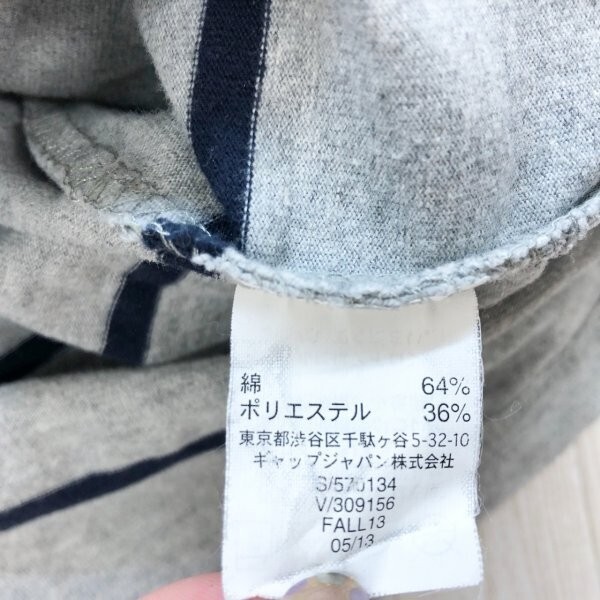 綿 64%
ポリエステル 36%
東京都渋谷区千駄ヶ谷5-32-10
ギャップジャパン株式会社
S/570134
V/309156
FALL13
05/13